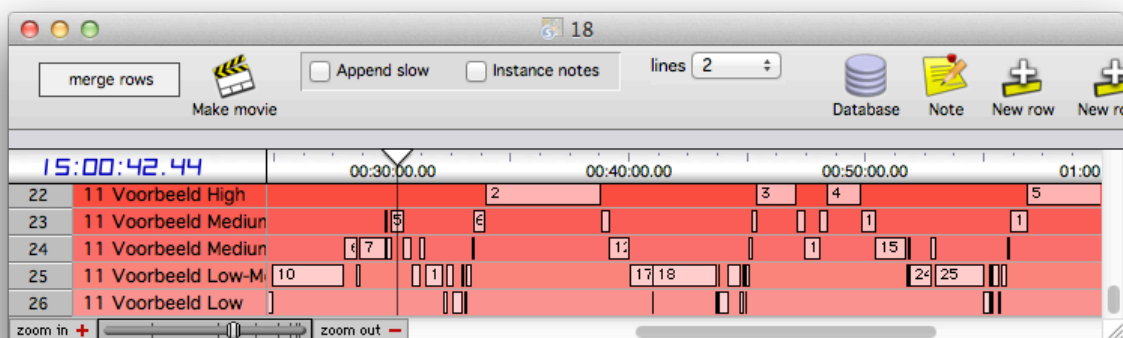 18
merge rows
Make movie
Append slow
Instance notes
lines 2
Database
Note
New row
New ro
15:00:42.44
00:30:00.00 00:40:00.00 00:50:00.00 01:00
22 11 Voorbeeld High 2 3 4 5
23 11 Voorbeeld Mediun 5 6 1 1
24 11 Voorbeeld Mediun 7 1 15
25 11 Voorbeeld Low-M 10 1 17 18 24 25
26 11 Voorbeeld Low
zoom in + zoom out −